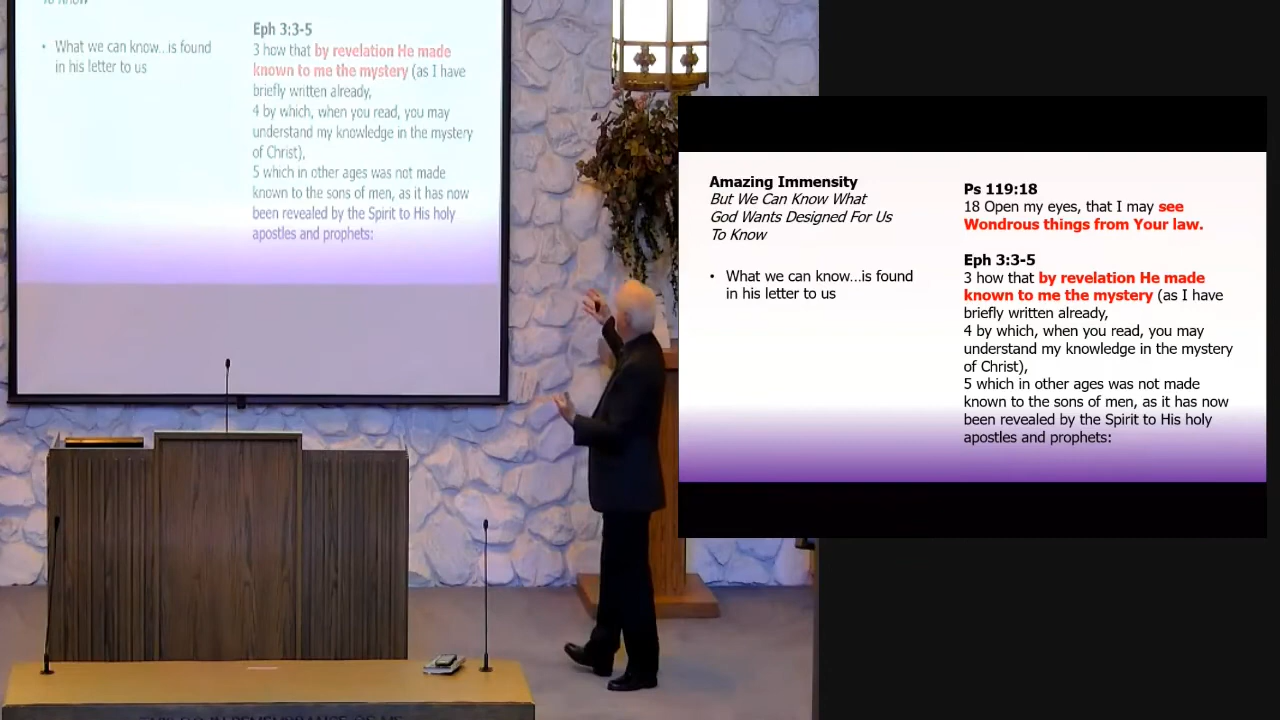 To Know
• What we can know.. is found
in his letter to us
Eph 3:3-5
3 how that by revelation He made
known to me the mystery (as I have
briefly written already,
4 by which, when you read, you may
understand my knowledge in the mystery
of Christ),
5 which in other ages was not made
known to the sons of men, as it has now
been revealed by the Spirit to His holy
apostles and prophets:
Amazing Immensity
But We Can Know What
God Wants Designed For Us
To Know
• What we can know...is found
in his letter to us
Ps 119:18
18 Open my eyes, that I may see
Wondrous things from Your law.
Eph 3:3-5
3 how that by revelation He made
known to me the mystery (as I have
briefly written already,
4 by which, when you read, you may
understand my knowledge in the mystery
of Christ),
5 which in other ages was not made
known to the sons of men, as it has now
been revealed by the Spirit to His holy
apostles and prophets:
IN REMEMBRANCE OF ME